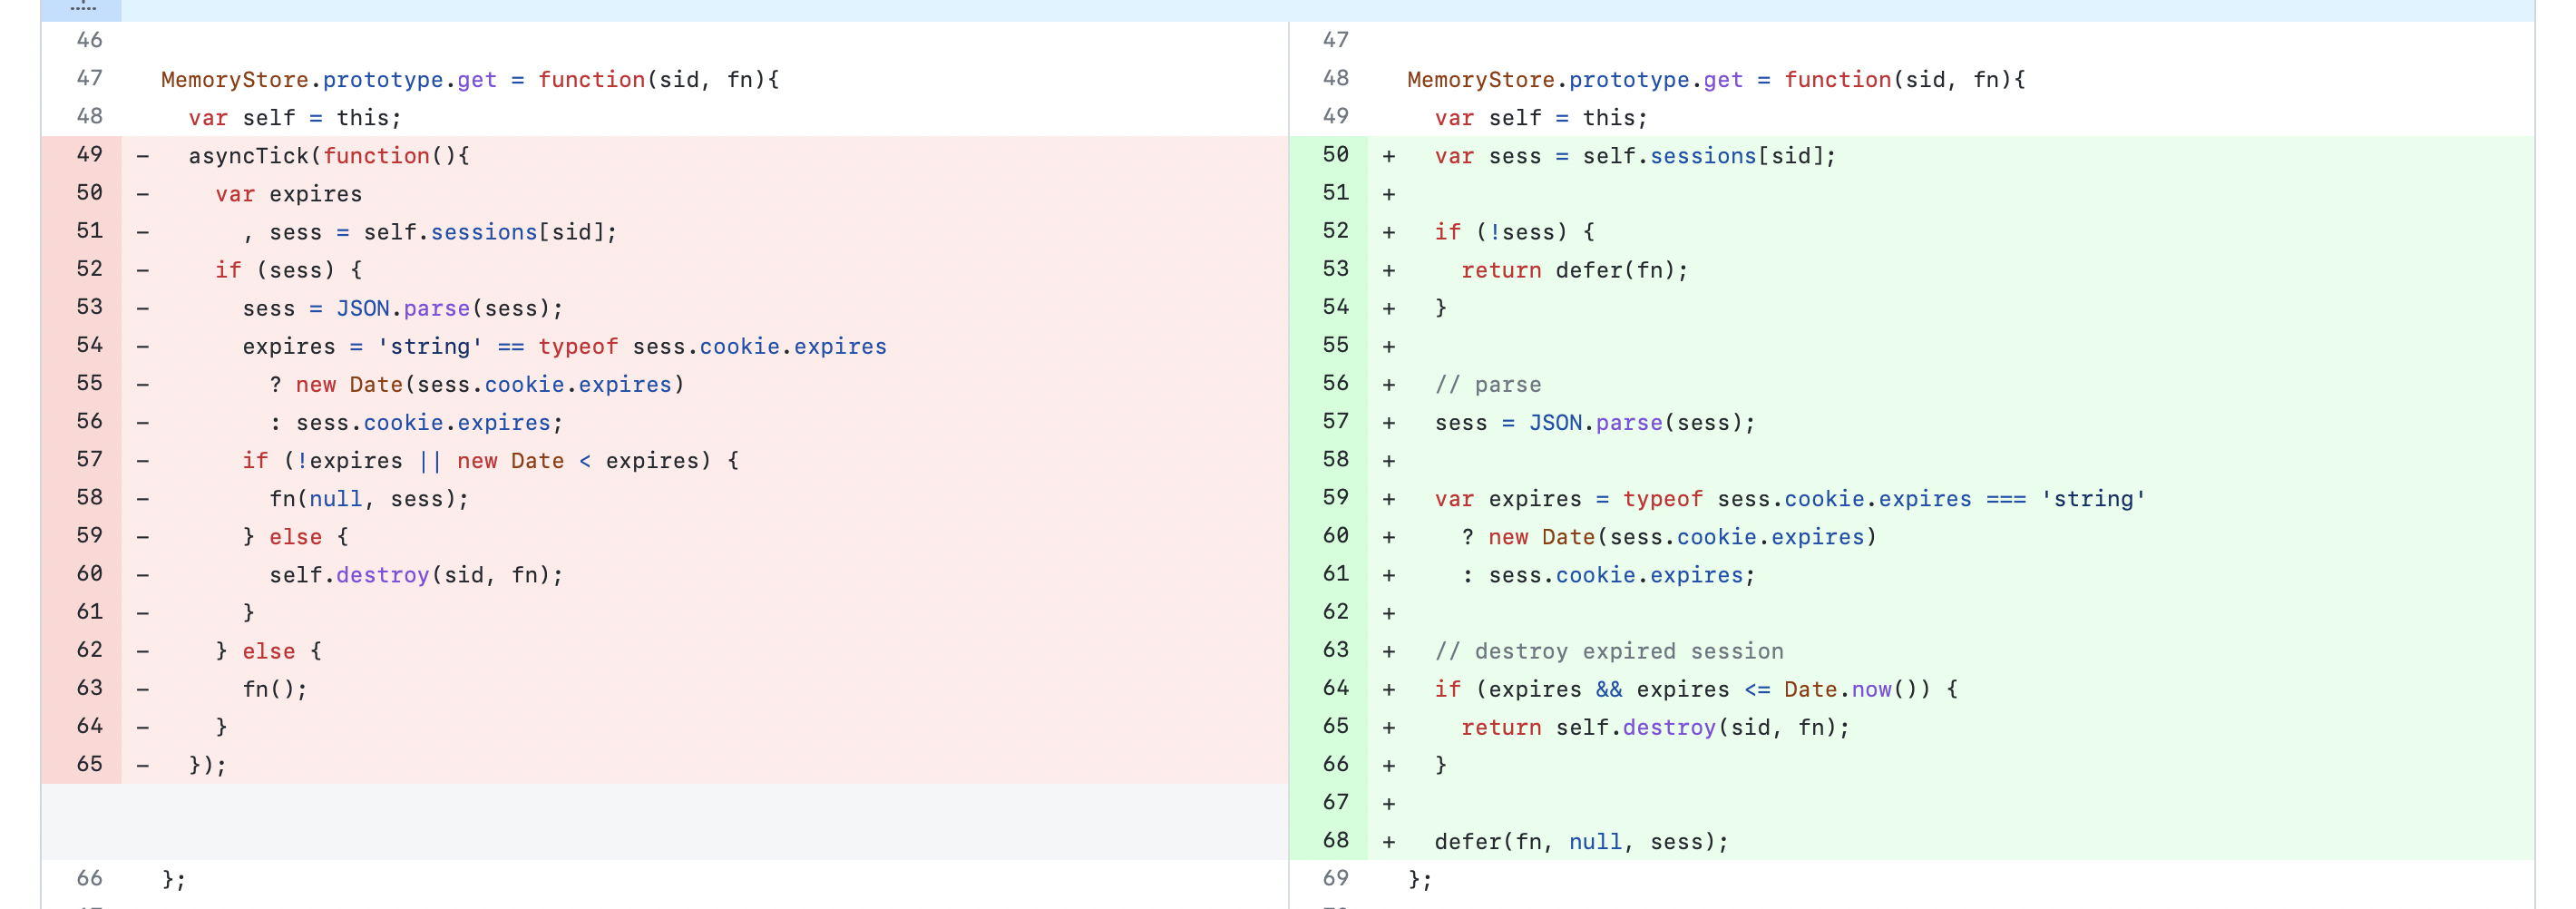 46
47 MemoryStore.prototype.get = function(sid, fn){
48   var self = this;
49 -   asyncTick(function(){
50 -     var expires
51 -       , sess = self.sessions[sid];
52 -     if (sess) {
53 -       sess = JSON.parse(sess);
54 -       expires = 'string' == typeof sess.cookie.expires
55 -         ? new Date(sess.cookie.expires)
56 -         : sess.cookie.expires;
57 -       if (!expires || new Date < expires) {
58 -         fn(null, sess);
59 -       } else {
60 -         self.destroy(sid, fn);
61 -       }
62 -     } else {
63 -       fn();
64 -     }
65 -   });
66 };
47
48 MemoryStore.prototype.get = function(sid, fn){
49   var self = this;
50 +   var sess = self.sessions[sid];
51 +
52 +   if (!sess) {
53 +     return defer(fn);
54 +   }
55 +
56 +   // parse
57 +   sess = JSON.parse(sess);
58 +
59 +   var expires = typeof sess.cookie.expires === 'string'
60 +     ? new Date(sess.cookie.expires)
61 +     : sess.cookie.expires;
62 +
63 +   // destroy expired session
64 +   if (expires && expires <= Date.now()) {
65 +     return self.destroy(sid, fn);
66 +   }
67 +
68 +   defer(fn, null, sess);
69 };